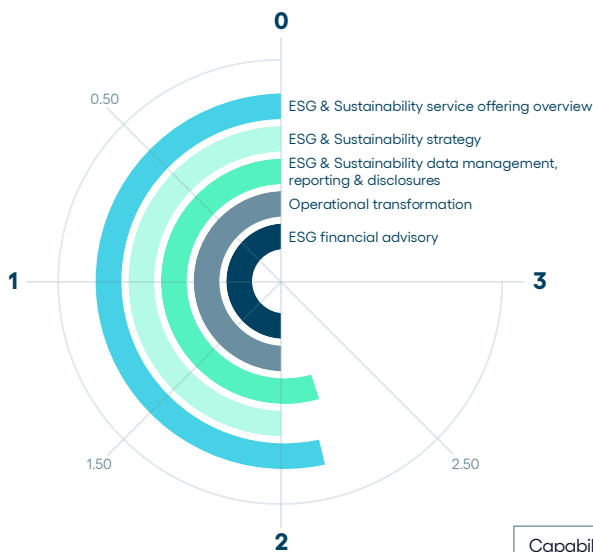 0
0.50
ESG & Sustainability service offering overview
ESG & Sustainability strategy
ESG & Sustainability data management,
reporting & disclosures
Operational transformation
ESG financial advisory
1
3
1.50
2.50
2
Capabil